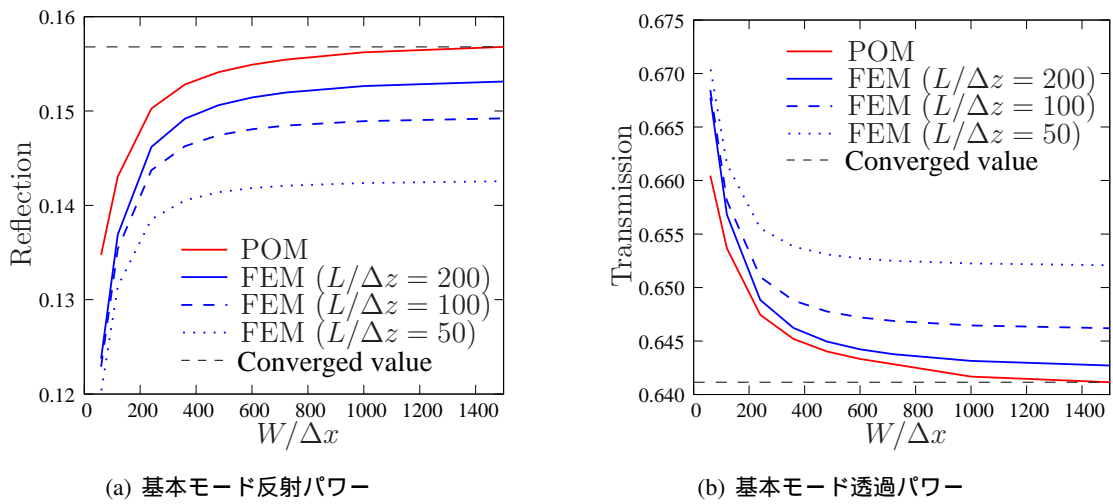 0.16
0.15
0.14
0.13
0.12
Reflection
0 200 400 600 800 1000 1200 1400
W/Δx
POM
FEM (L/Δz = 200)
FEM (L/Δz = 100)
FEM (L/Δz = 50)
Converged value
(a) 基本モード反射パワー
0.675
0.670
0.665
0.660
0.655
0.650
0.645
0.640
Transmission
0 200 400 600 800 1000 1200 1400
W/Δx
POM
FEM (L/Δz = 200)
FEM (L/Δz = 100)
FEM (L/Δz = 50)
Converged value
(b) 基本モード透過パワー